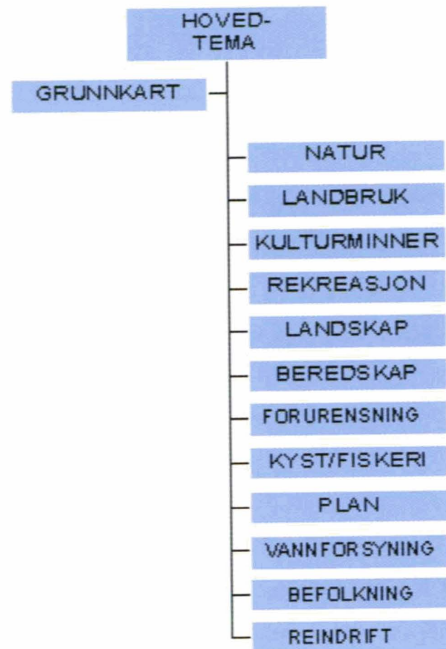 HOVED-
TEMA
GRUNNKART
NATUR
LANDBRUK
KULTURMINNER
REKREASJON
LANDSKAP
BEREDSKAP
FORURENSNING
KYST/FISKERI
PLAN
VANNFORSYNING
BEFOLKNING
REINDRIFT